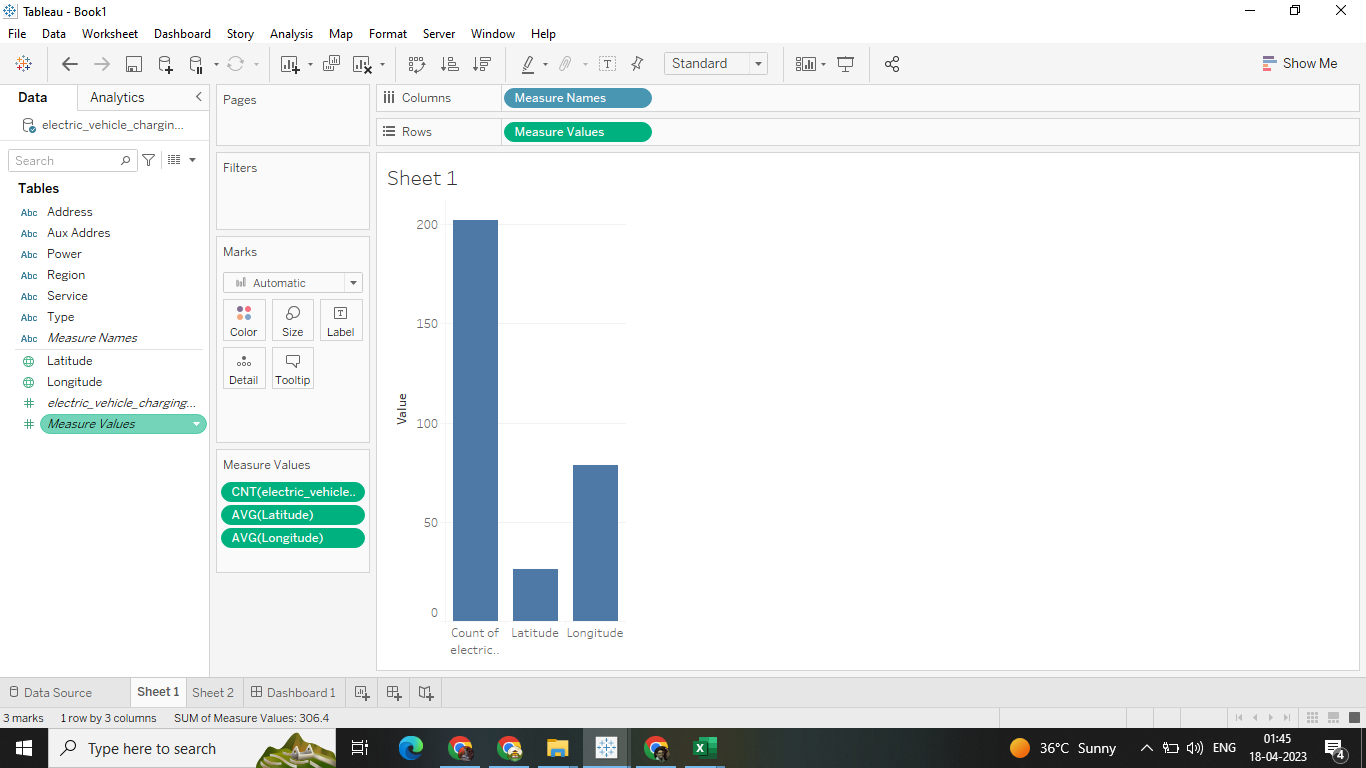 Tableau - Book1
File Data Worksheet Dashboard Story Analysis Map Format Server Window Help
Standard
Show Me
Data Analytics
electric_vehicle_chargin...
Search
Tables
Abc Address
Abc Aux Addres
Abc Power
Abc Region
Abc Service
Abc Type
Abc Measure Names
Latitude
Longitude
# electric_vehicle_charging...
# Measure Values
Pages
Filters
Marks
Automatic
Color Size Label
Detail Tooltip
Measure Values
CNT(electric_vehicle..
AVG(Latitude)
AVG(Longitude)
Columns Measure Names
Rows Measure Values
Sheet 1
200
150
100
50
0
Value
Count of
electric..
Latitude
Longitude
Data Source Sheet 1 Sheet 2 Dashboard 1
3 marks 1 row by 3 columns SUM of Measure Values: 306.4
Type here to search
36°C Sunny
ENG
01:45
18-04-2023
4